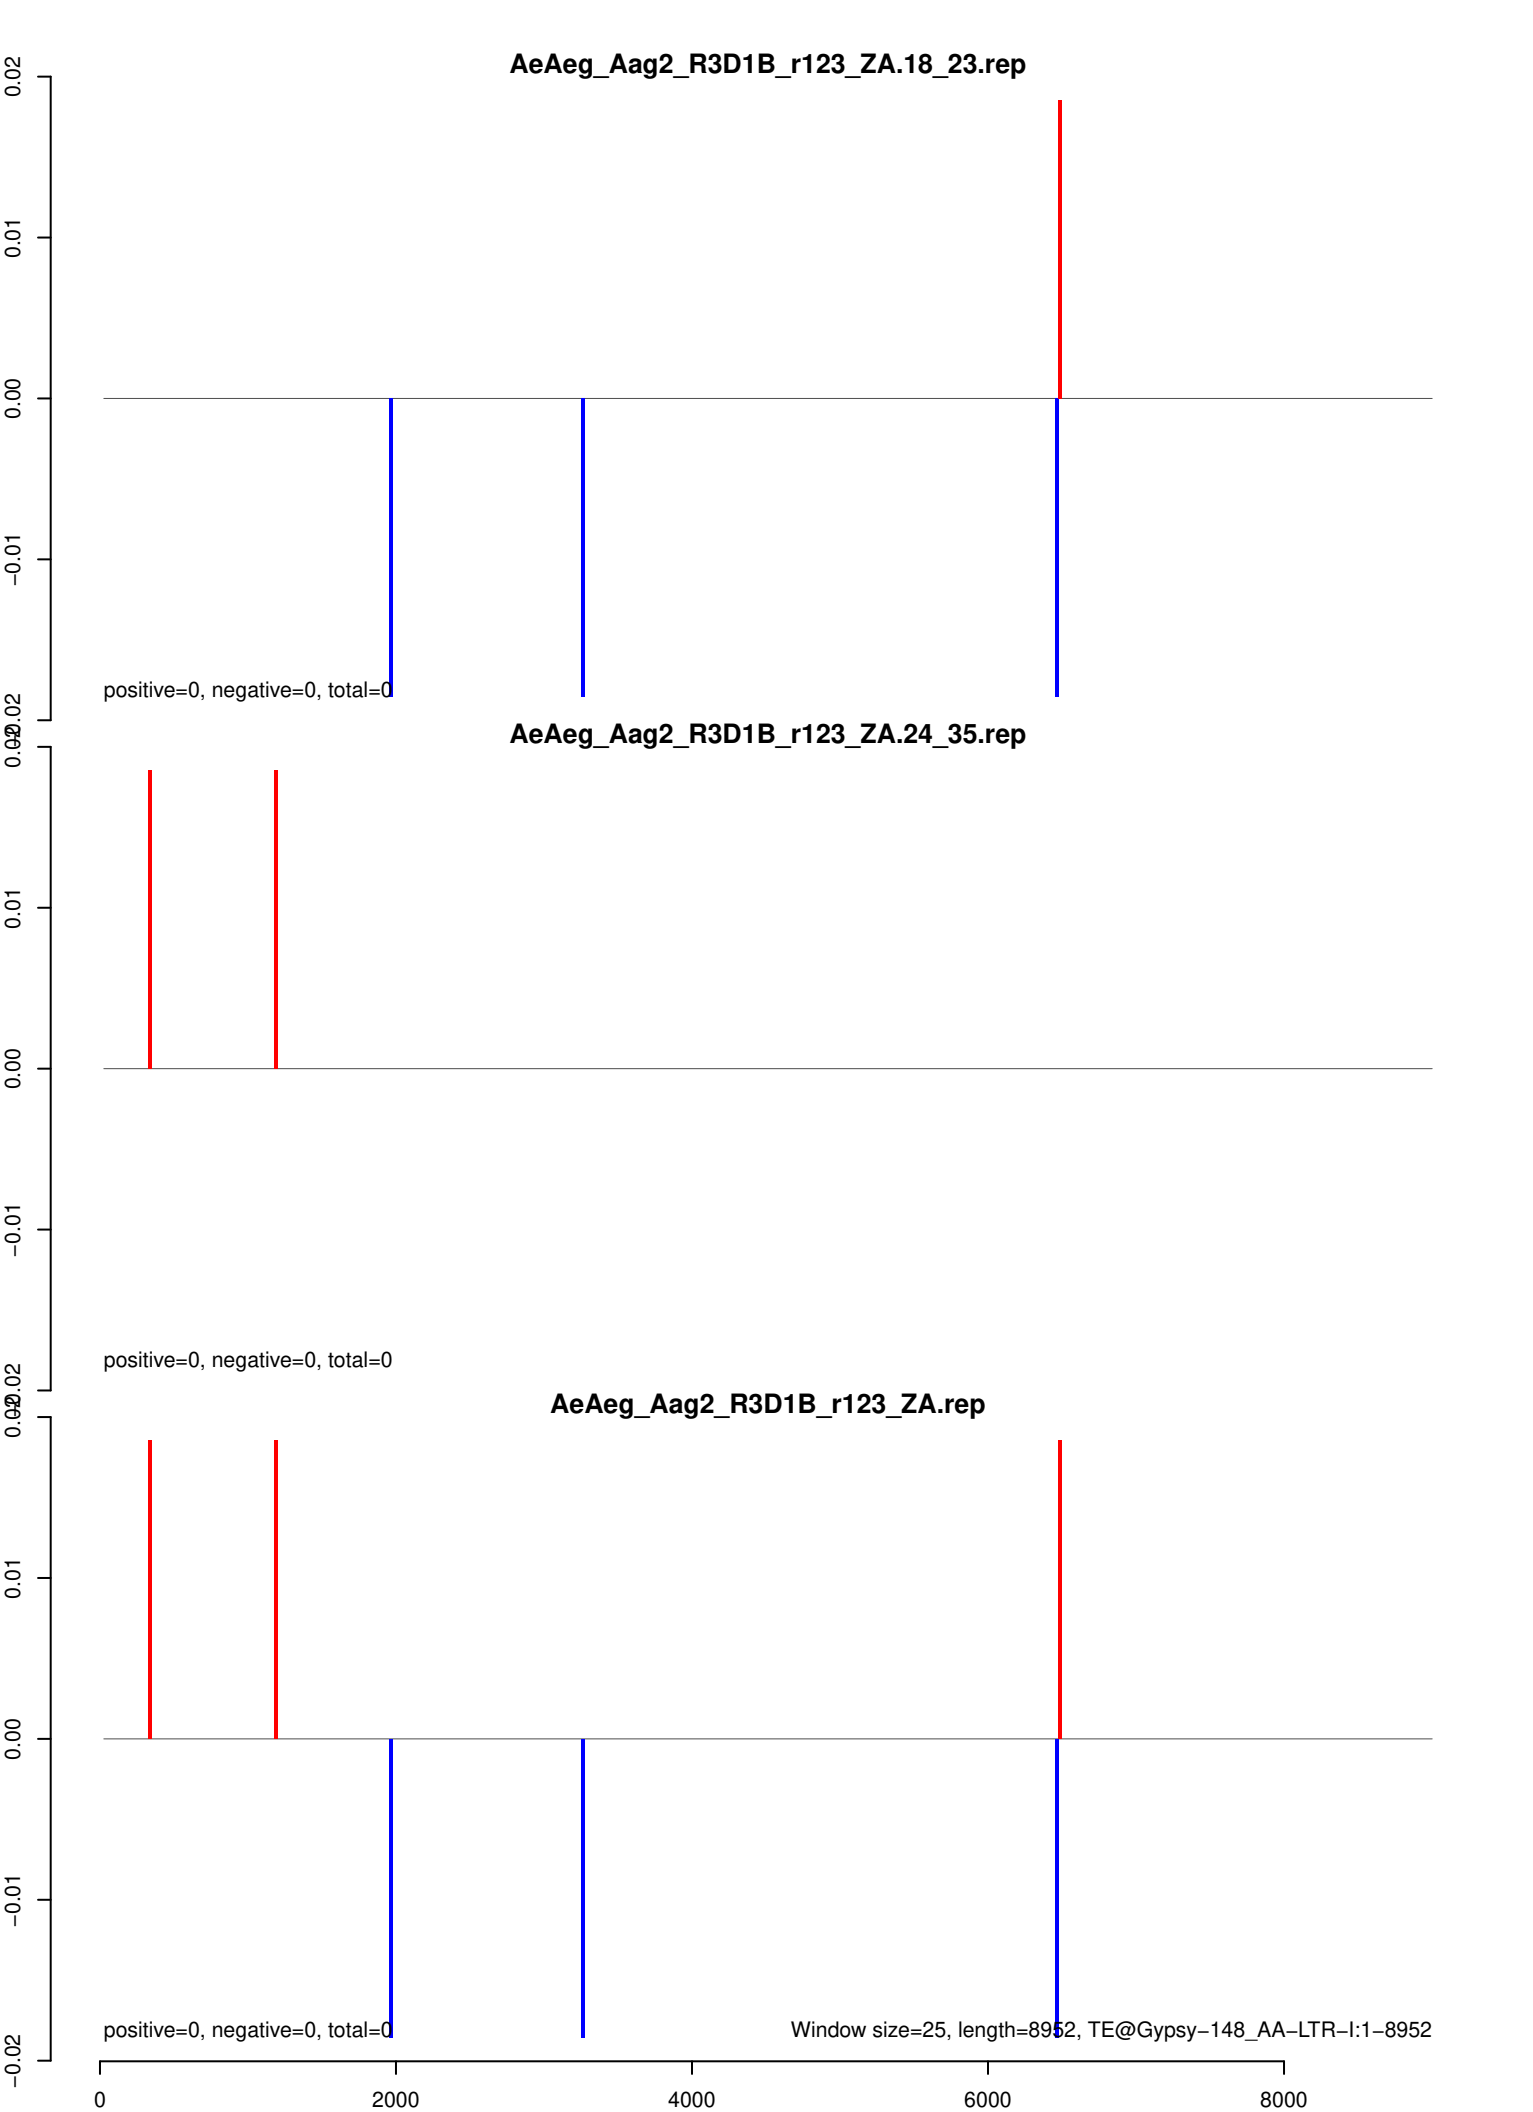 AeAeg_Aag2_R3D1B_r123_ZA.18_23.rep
0.02
0.01
0.00
−0.01
−0.02
positive=0, negative=0, total=0
AeAeg_Aag2_R3D1B_r123_ZA.24_35.rep
0.02
0.01
0.00
−0.01
−0.02
positive=0, negative=0, total=0
AeAeg_Aag2_R3D1B_r123_ZA.rep
0.02
0.01
0.00
−0.01
−0.02
positive=0, negative=0, total=0
Window size=25, length=8952, TE@Gypsy−148_AA−LTR−I:1−8952
0 2000 4000 6000 8000